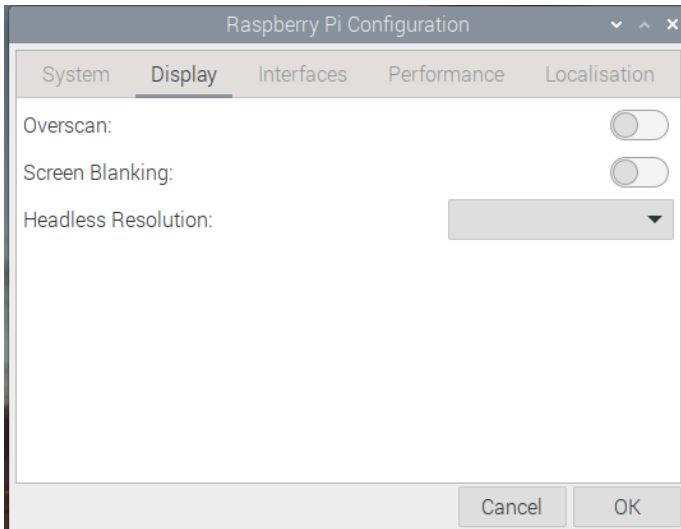 Raspberry Pi Configuration
System Display Interfaces Performance Localisation
Overscan:
Screen Blanking:
Headless Resolution:
Cancel OK